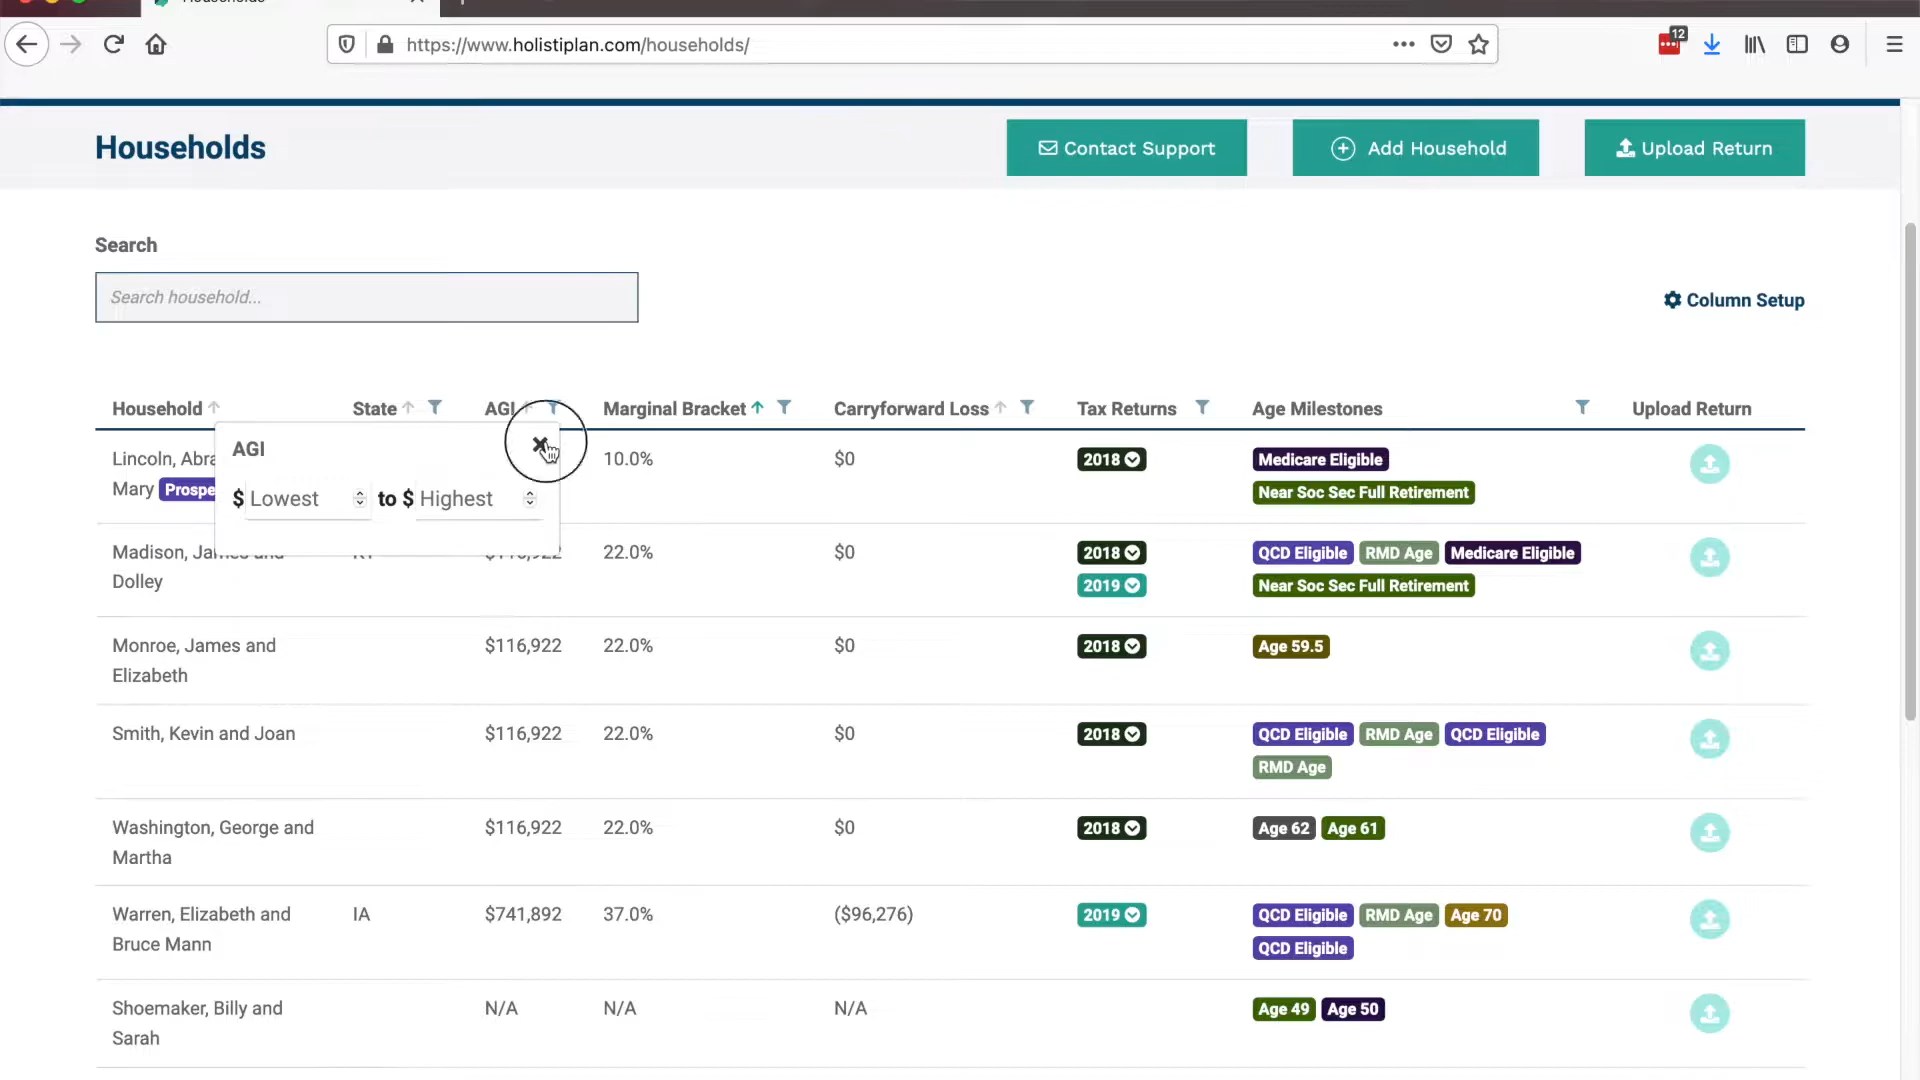 12
https://www.holistiplan.com/households/
Households
Contact Support
Add Household
Upload Return
Search
Search household...
Column Setup
Household State AGI Marginal Bracket Carryforward Loss Tax Returns Age Milestones Upload Return
AGI
$ Lowest to $ Highest
Mary
10.0% $0 2018 Medicare Eligible
Near Soc Sec Full Retirement
Madison,
Dolley
22.0% $0 2018 QCD Eligible RMD Age Medicare Eligible
2019 Near Soc Sec Full Retirement
Monroe, James and
Elizabeth
$116,922 22.0% $0 2018 Age 59.5
Smith, Kevin and Joan $116,922 22.0% $0 2018 QCD Eligible RMD Age QCD Eligible
RMD Age
Washington, George and
Martha
$116,922 22.0% $0 2018 Age 62 Age 61
Warren, Elizabeth and
Bruce Mann
IA $741,892 37.0% ($96,276) 2019 QCD Eligible RMD Age Age 70
QCD Eligible
Shoemaker, Billy and
Sarah
N/A N/A N/A Age 49 Age 50